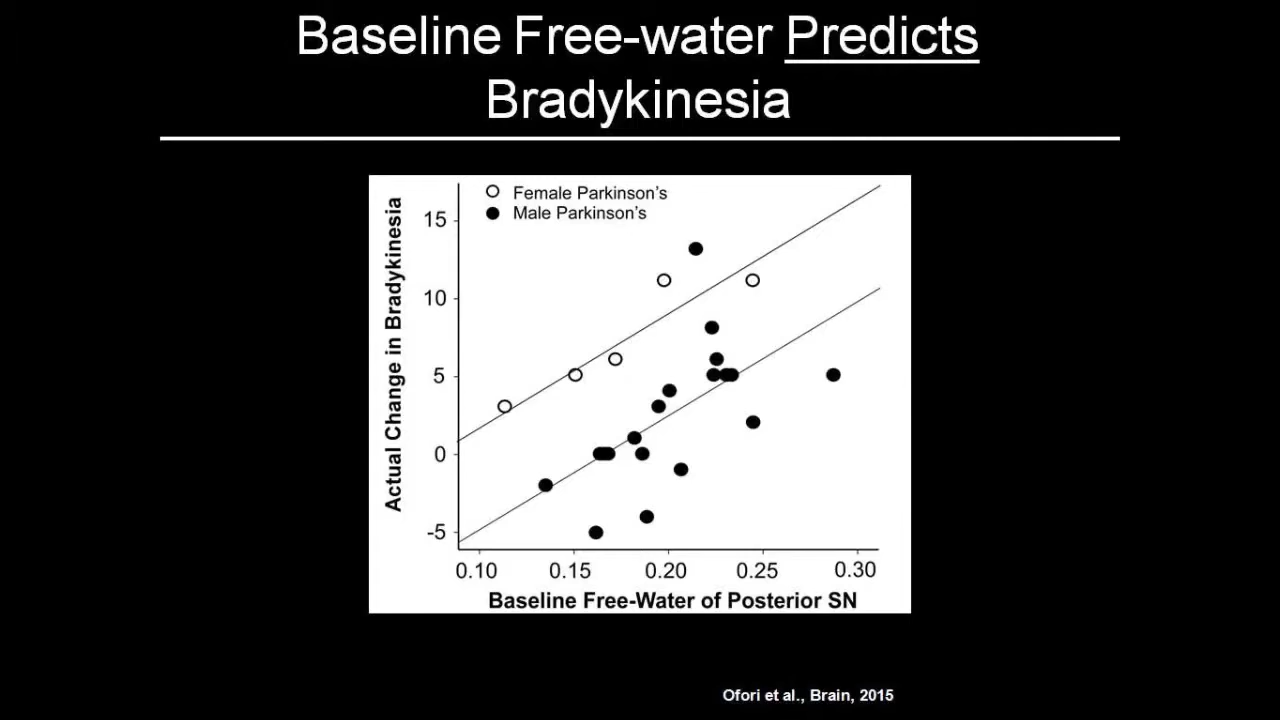 Baseline Free-water Predicts
Bradykinesia
Female Parkinson's
Male Parkinson's
Actual Change in Bradykinesia
15
10
5
0
-5
0.10 0.15 0.20 0.25 0.30
Baseline Free-Water of Posterior SN
Ofori et al., Brain, 2015